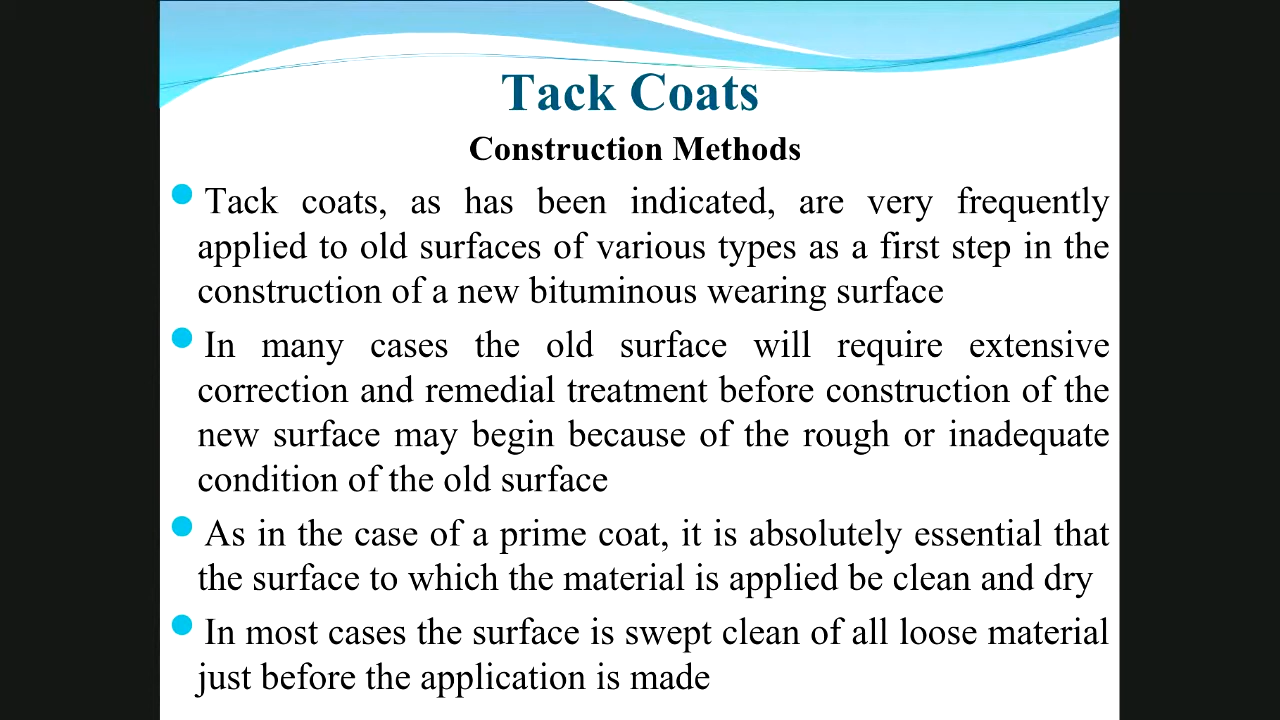 Tack Coats
Construction Methods
Tack coats, as has been indicated, are very frequently
applied to old surfaces of various types as a first step in the
construction of a new bituminous wearing surface
In many cases the old surface will require extensive
correction and remedial treatment before construction of the
new surface may begin because of the rough or inadequate
condition of the old surface
As in the case of a prime coat, it is absolutely essential that
the surface to which the material is applied be clean and dry
In most cases the surface is swept clean of all loose material
just before the application is made